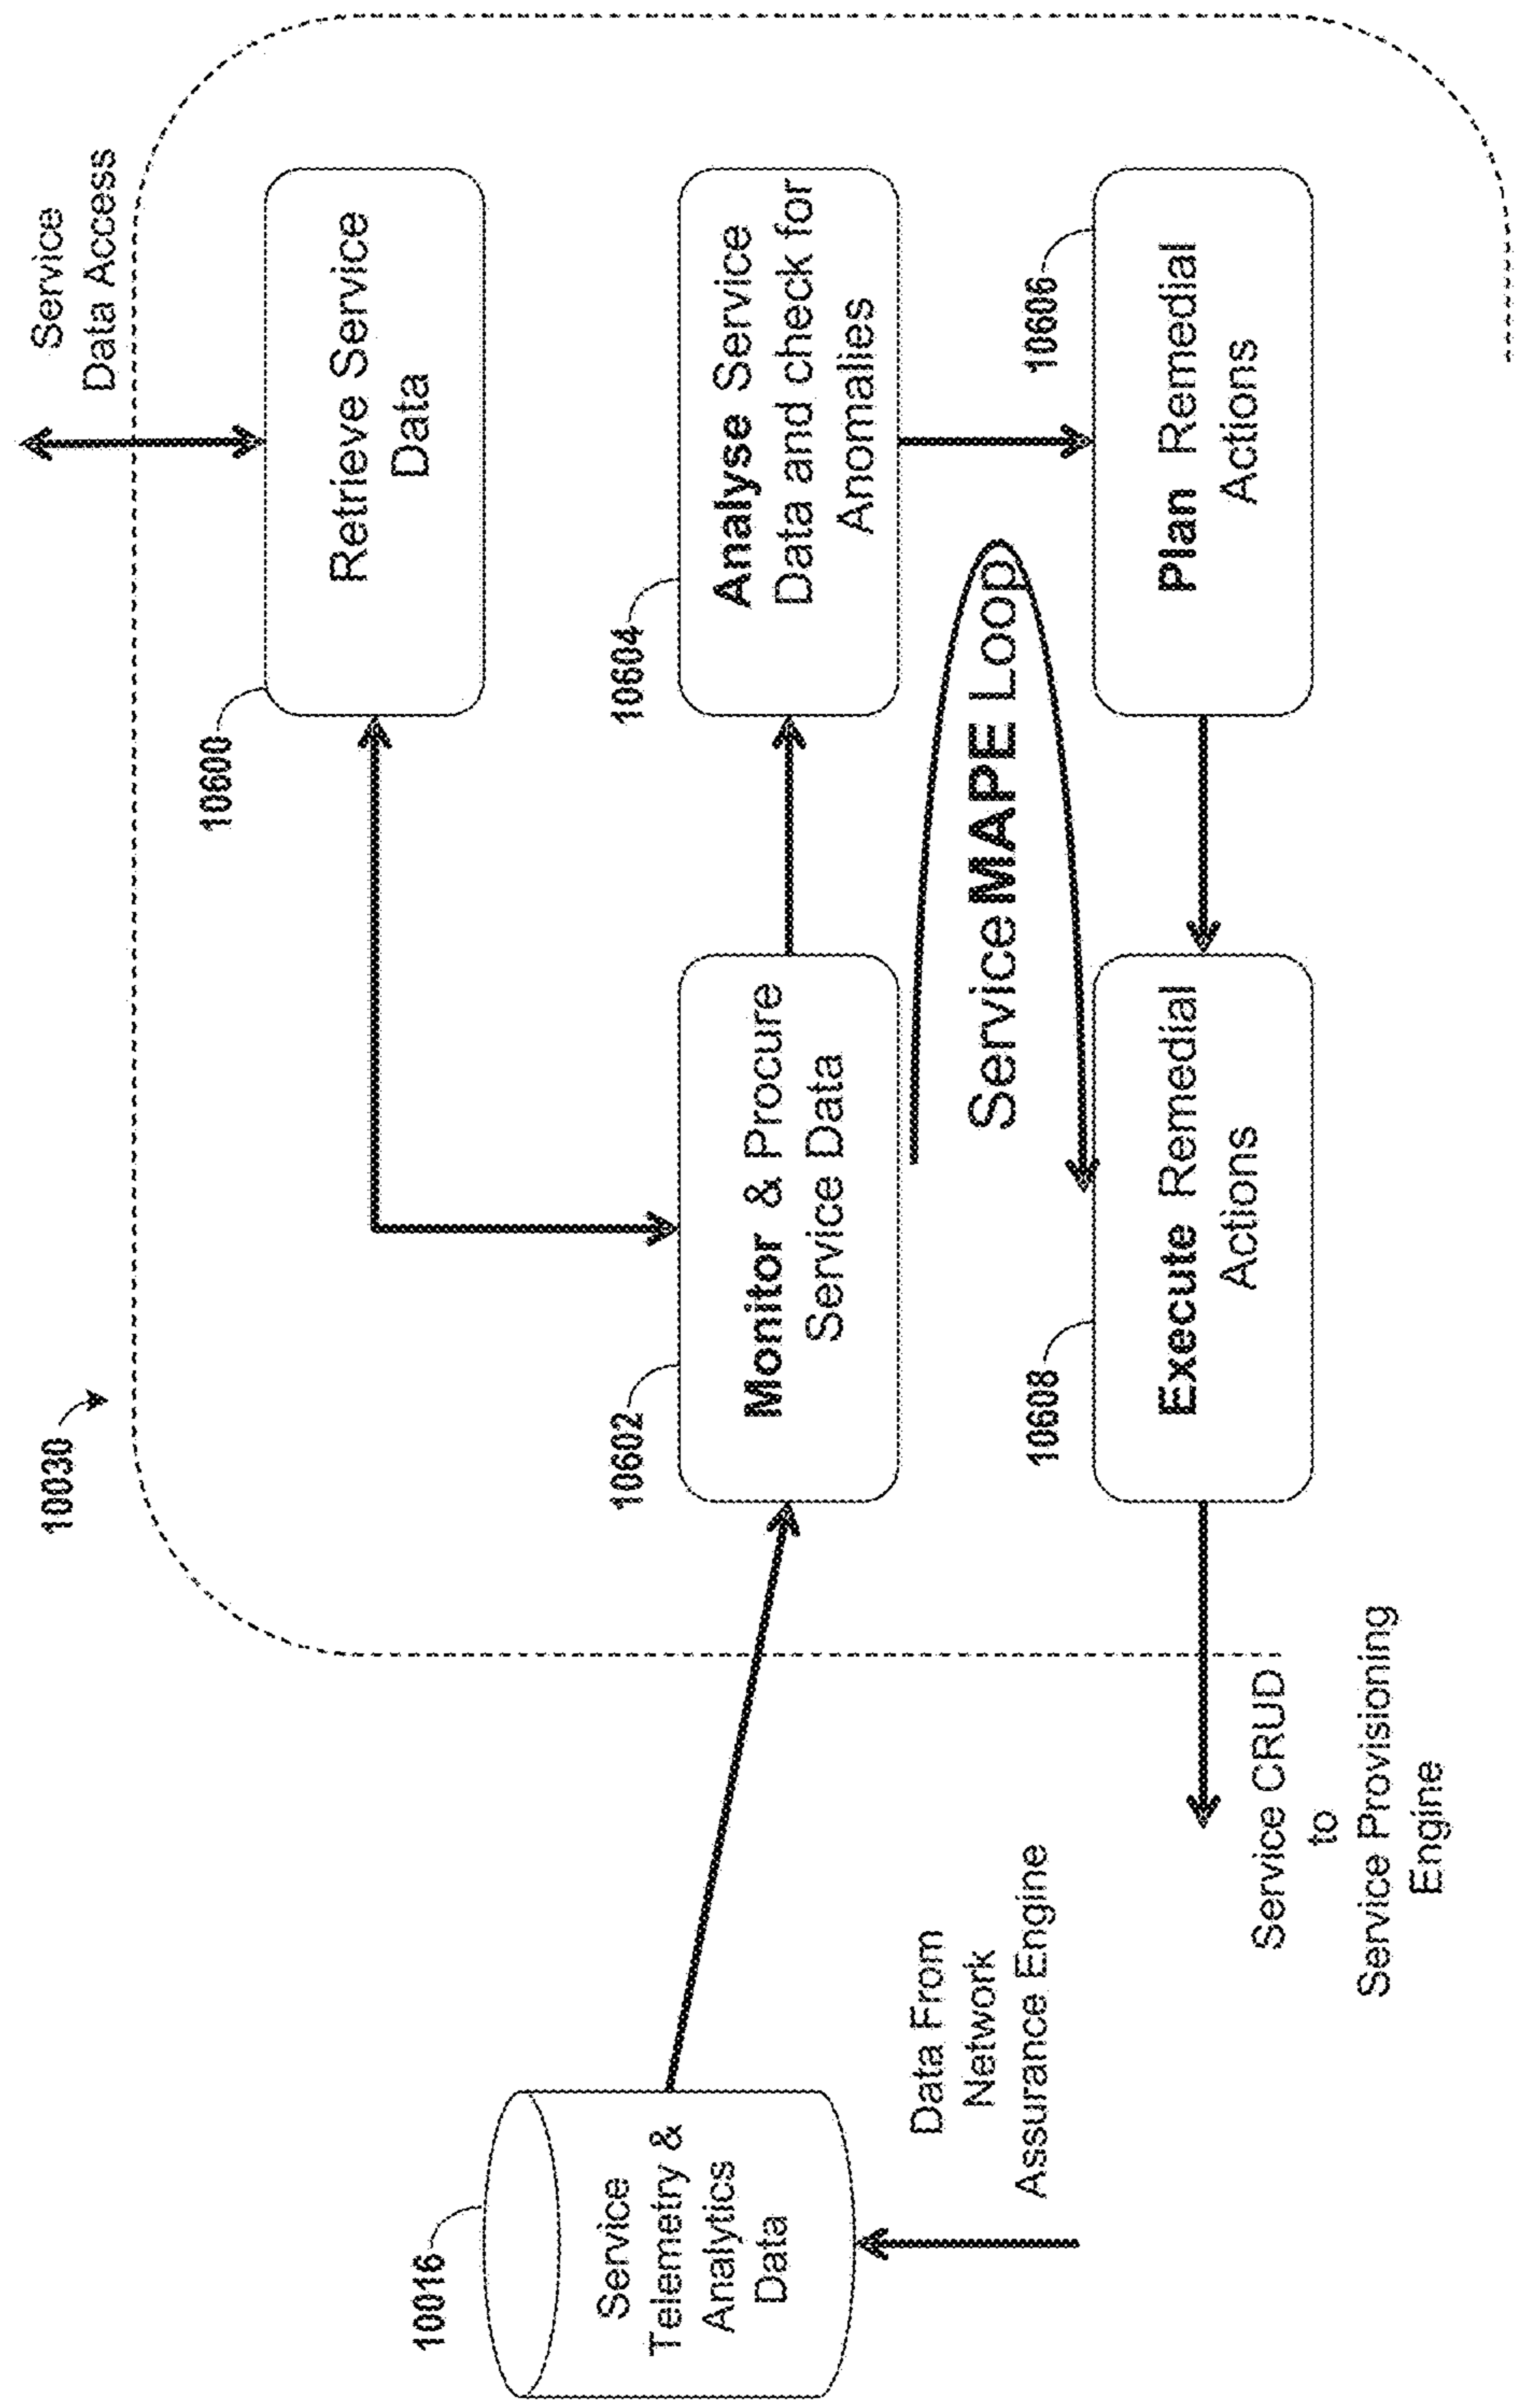 10030
Service
Data Access
10600
Retrieve Service
Data
10016
Service
Telemetry &
Analytics
Data
10602
Monitor & Procure
Service Data
10604
Analyse Service
Data and check for
Anomalies
Service MAPE Loop
Data From
Network
Assurance Engine
10608
Execute Remedial
Actions
10606
Plan Remedial
Actions
Service CRUD
to
Service Provisioning
Engine